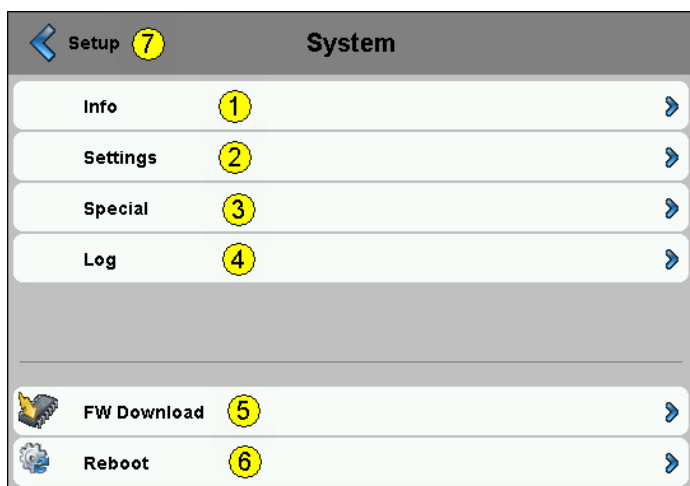 Setup 7 System
Info 1
Settings 2
Special 3
Log 4
FW Download 5
Reboot 6